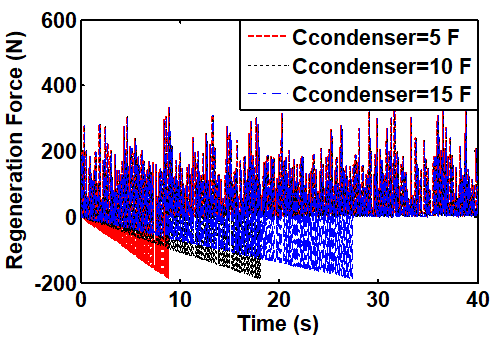 Regeneration Force (N)
600
400
200
0
-200
Ccondenser=5 F
Ccondenser=10 F
Ccondenser=15 F
0 10 20 30 40
Time (s)